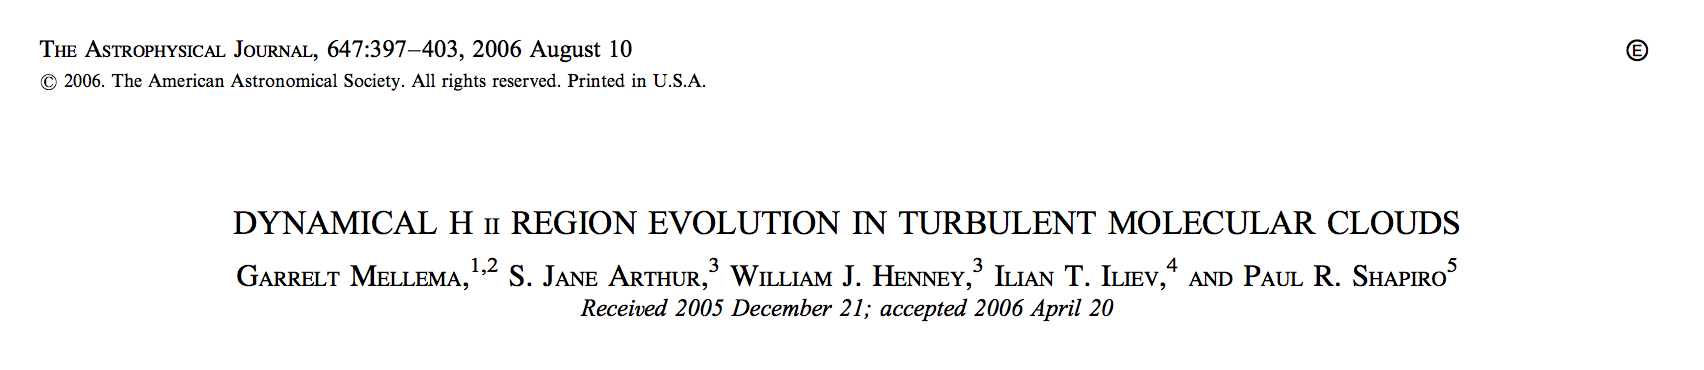 THE ASTROPHYSICAL JOURNAL, 647:397–403, 2006 August 10
Ⓔ
© 2006. The American Astronomical Society. All rights reserved. Printed in U.S.A.
DYNAMICAL H II REGION EVOLUTION IN TURBULENT MOLECULAR CLOUDS
GARRELT MELLEMA,1,2 S. JANE ARTHUR,3 WILLIAM J. HENNEY,3 ILIAN T. ILIEV,4 AND PAUL R. SHAPIRO5
Received 2005 December 21; accepted 2006 April 20